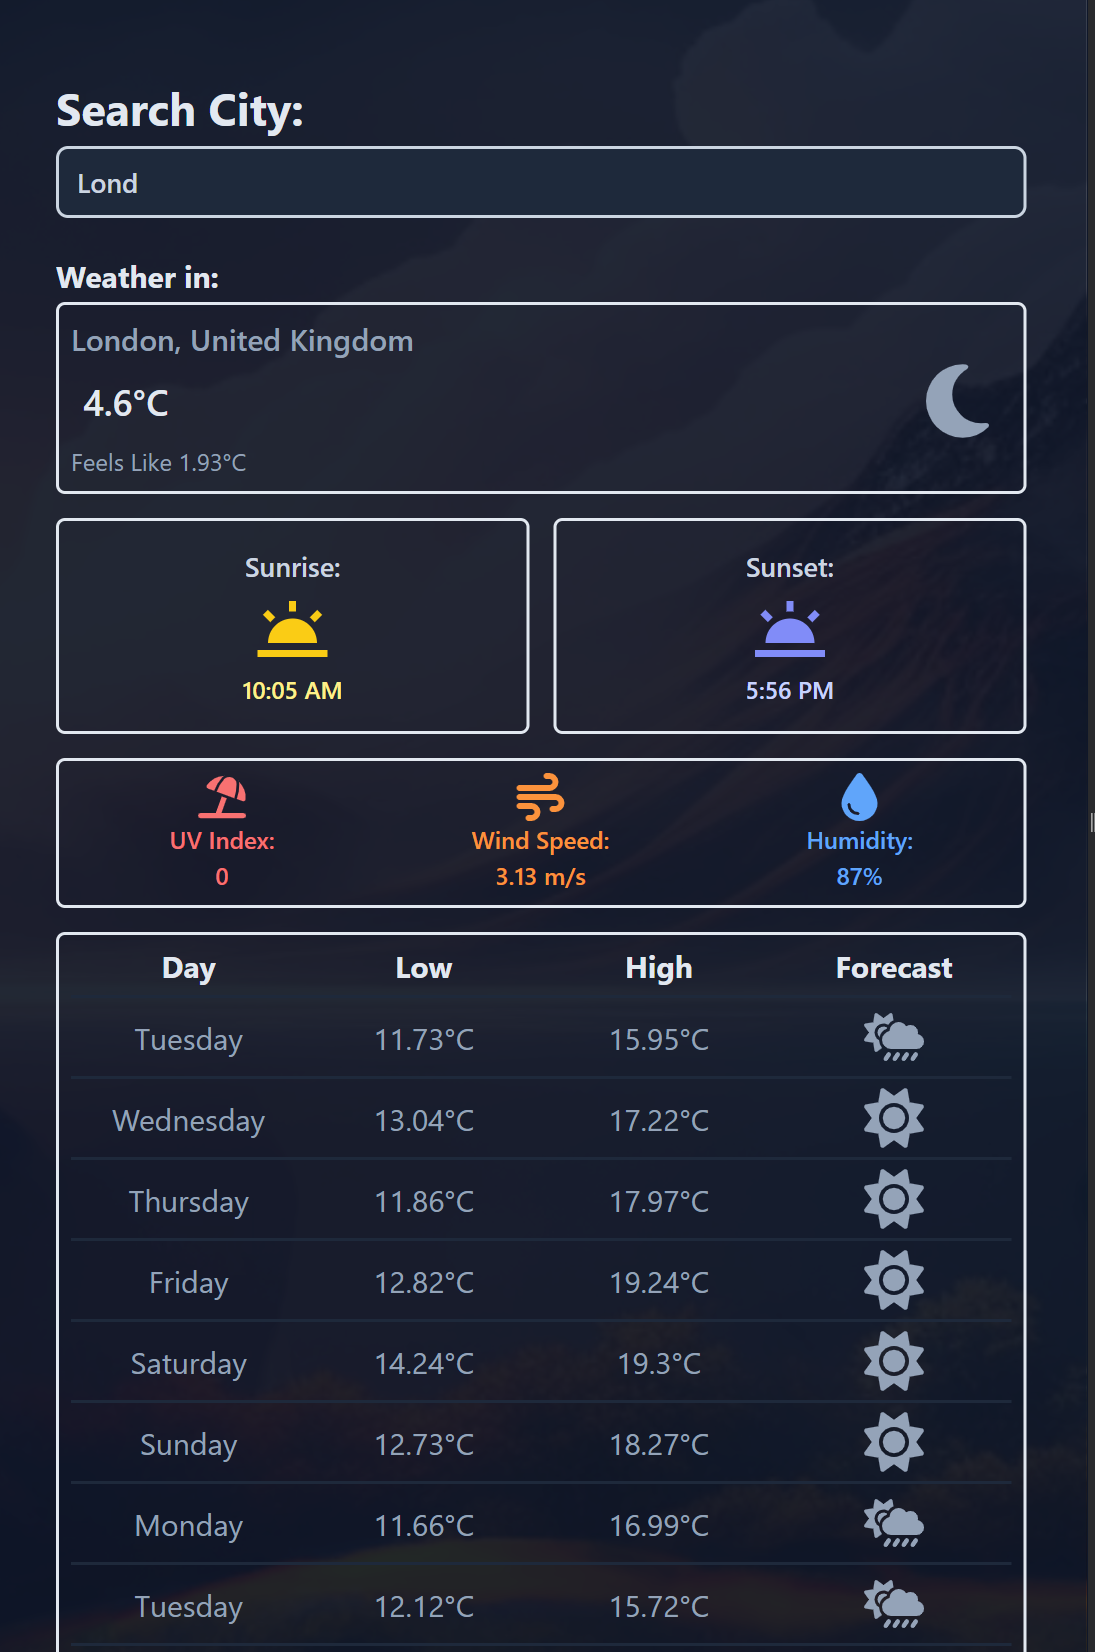 Search City:
Lond
Weather in:
London, United Kingdom
4.6°C
Feels Like 1.93°C
Sunrise:
10:05 AM
Sunset:
5:56 PM
UV Index:
0
Wind Speed:
3.13 m/s
Humidity:
87%
Day Low High Forecast
Tuesday 11.73°C 15.95°C
Wednesday 13.04°C 17.22°C
Thursday 11.86°C 17.97°C
Friday 12.82°C 19.24°C
Saturday 14.24°C 19.3°C
Sunday 12.73°C 18.27°C
Monday 11.66°C 16.99°C
Tuesday 12.12°C 15.72°C